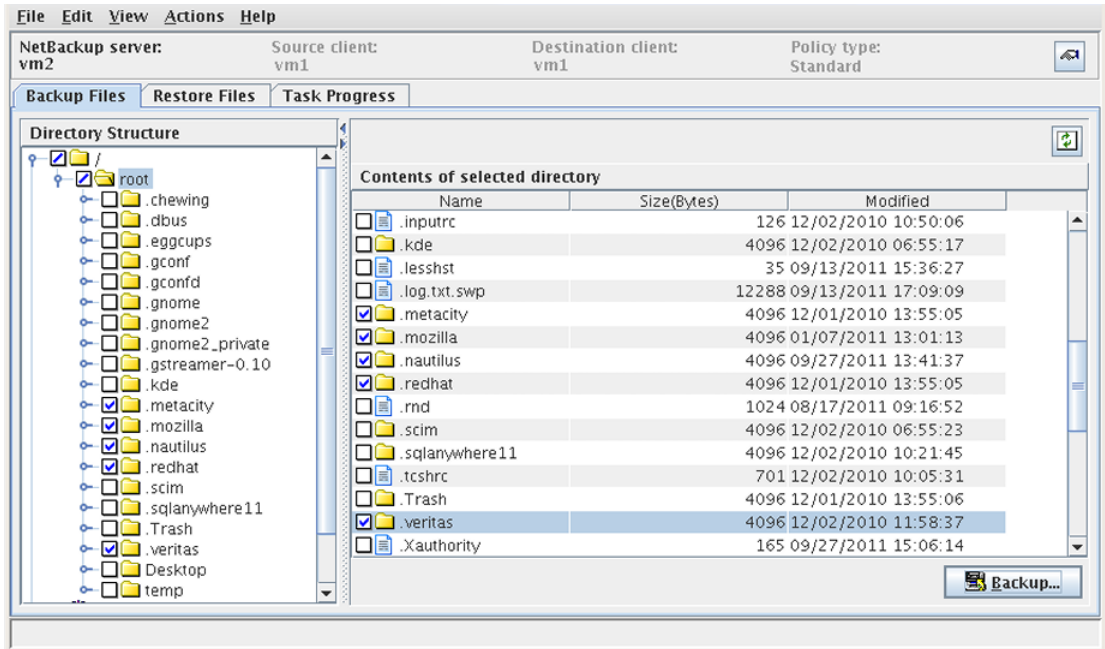 File Edit View Actions Help
NetBackup server: Source client: Destination client: Policy type:
vm2 vm1 vm1 Standard
Backup Files Restore Files Task Progress
Directory Structure
/
root
.chewing
.dbus
.eggcups
.gconf
.gconfd
.gnome
.gnome2
.gnome2_private
.gstreamer-0.10
.kde
.metacity
.mozilla
.nautilus
.redhat
.scim
.sqlanywhere11
.Trash
.veritas
Desktop
temp
Contents of selected directory
Name Size(Bytes) Modified
.inputrc 126 12/02/2010 10:50:06
.kde 4096 12/02/2010 06:55:17
.lesshst 35 09/13/2011 15:36:27
.log.txt.swp 12288 09/13/2011 17:09:09
.metacity 4096 12/01/2010 13:55:05
.mozilla 4096 01/07/2011 13:01:13
.nautilus 4096 09/27/2011 13:41:37
.redhat 4096 12/01/2010 13:55:05
.rnd 1024 08/17/2011 09:16:52
.scim 4096 12/02/2010 06:55:23
.sqlanywhere11 4096 12/02/2010 10:21:45
.tcshrc 701 12/02/2010 10:05:31
.Trash 4096 12/01/2010 13:55:06
.veritas 4096 12/02/2010 11:58:37
.Xauthority 165 09/27/2011 15:06:14
Backup...